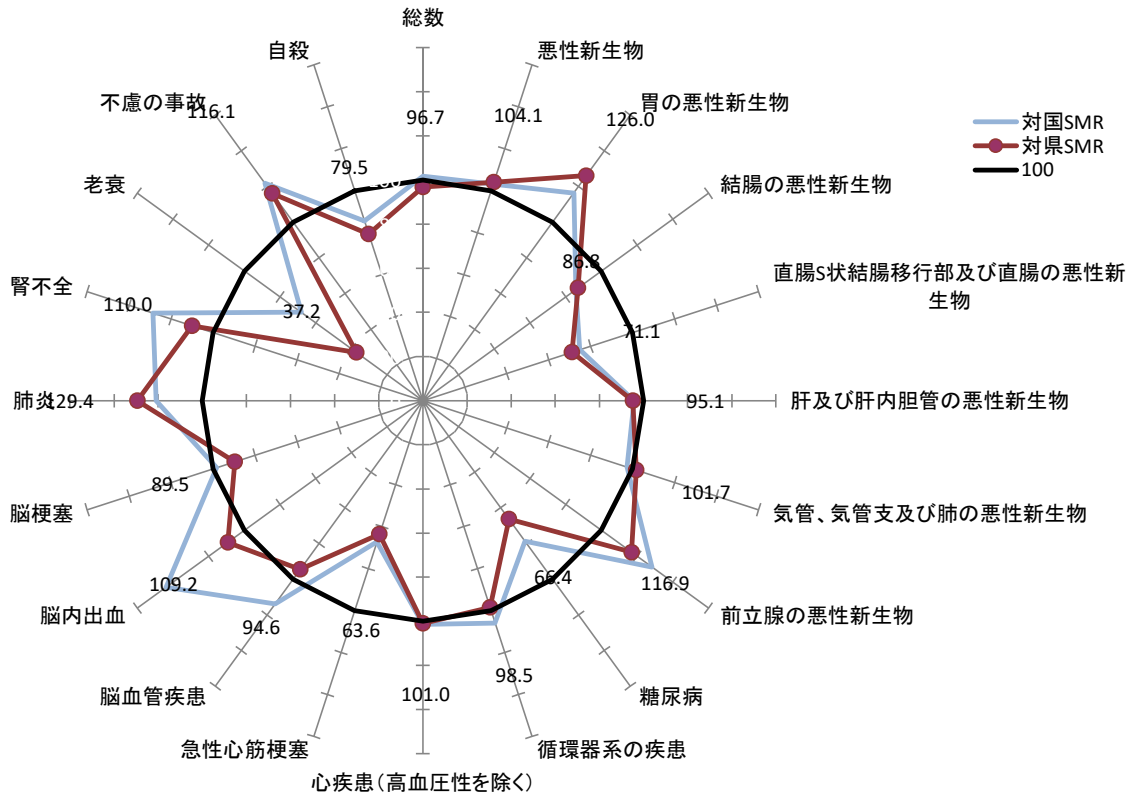 総数
自殺
悪性新生物
不慮の事故
116.1
96.7
104.1
胃の悪性新生物
126.0
対国SMR
対県SMR
100
老衰
79.5
結腸の悪性新生物
86.8
腎不全
110.0
37.2
直腸S状結腸移行部及び直腸の悪性新
生物
71.1
肺炎
129.4
95.1
肝及び肝内胆管の悪性新生物
脳梗塞
89.5
101.7
気管、気管支及び肺の悪性新生物
脳内出血
109.2
66.4
116.9
前立腺の悪性新生物
94.6
63.6
脳血管疾患
101.0
98.5
糖尿病
急性心筋梗塞
循環器系の疾患
心疾患（高血圧性を除く）